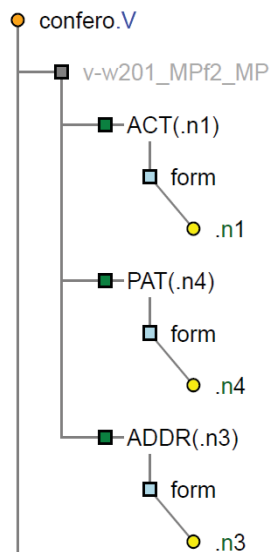 confero.V
v-w201_MPf2_MP
ACT(.n1)
form
.n1
PAT(.n4)
form
.n4
ADDR(.n3)
form
.n3